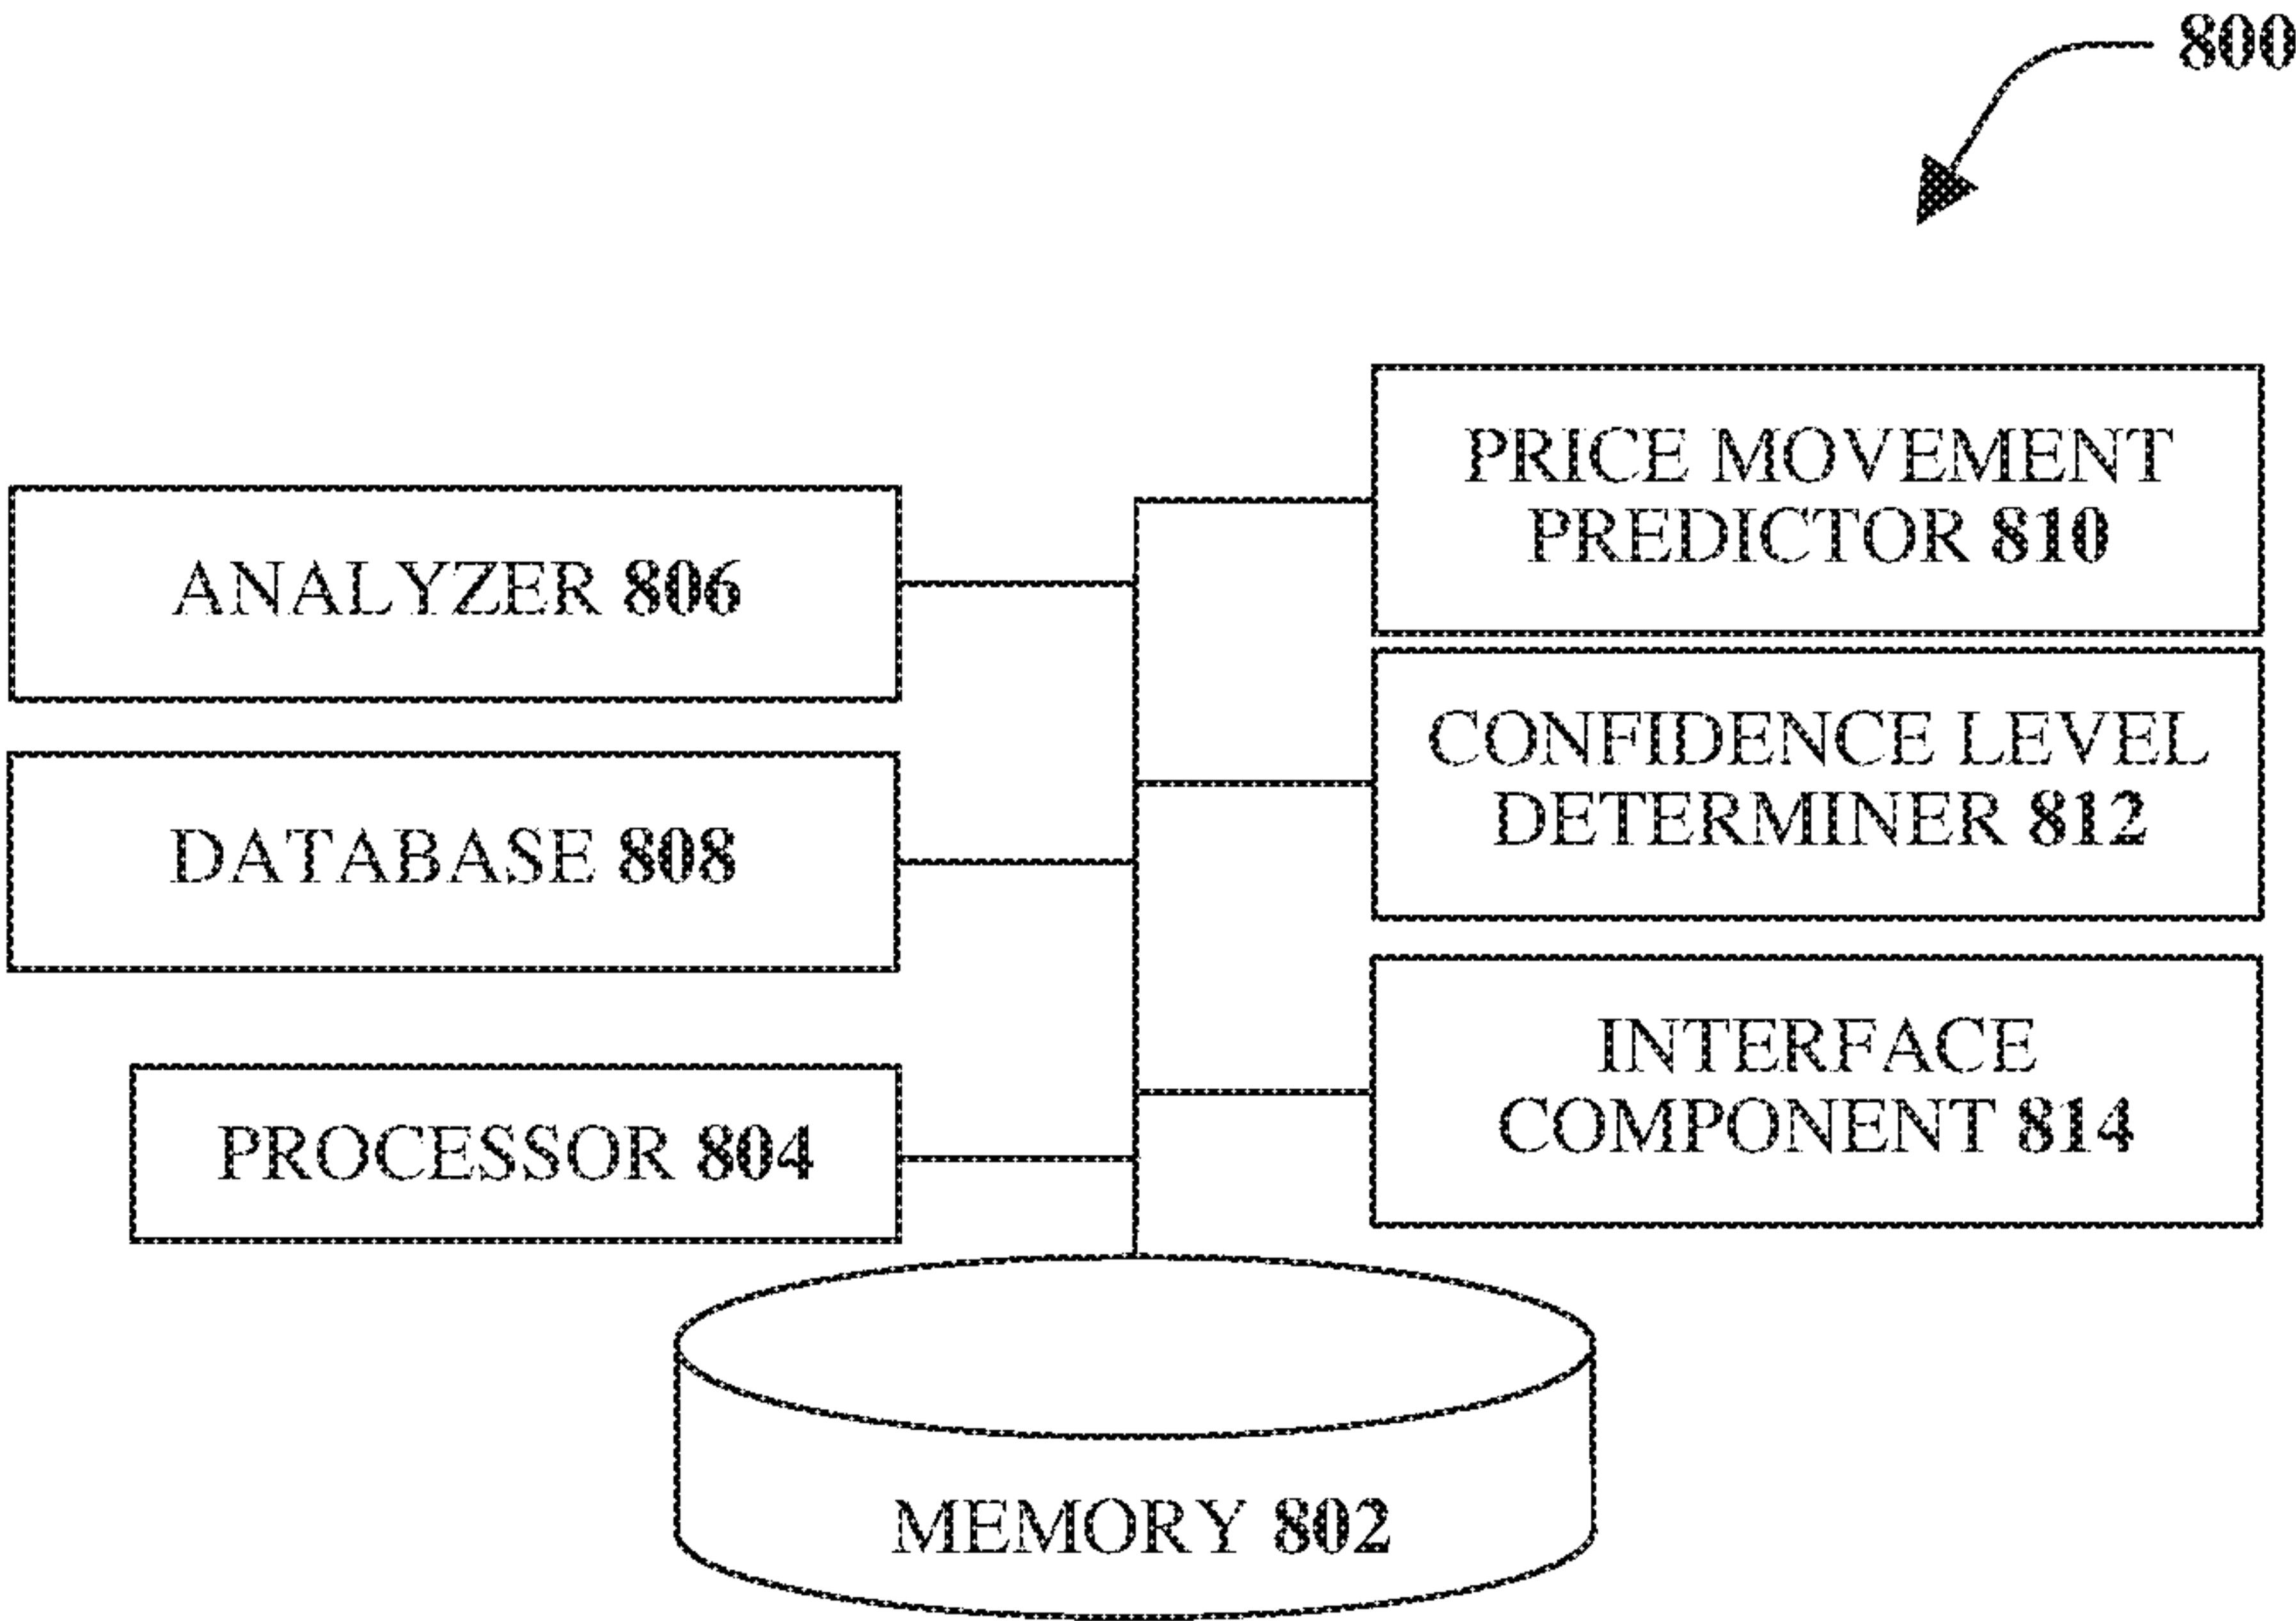 800
PRICE MOVEMENT
PREDICTOR 810
ANALYZER 806
CONFIDENCE LEVEL
DETERMINER 812
DATABASE 808
INTERFACE
COMPONENT 814
PROCESSOR 804
MEMORY 802